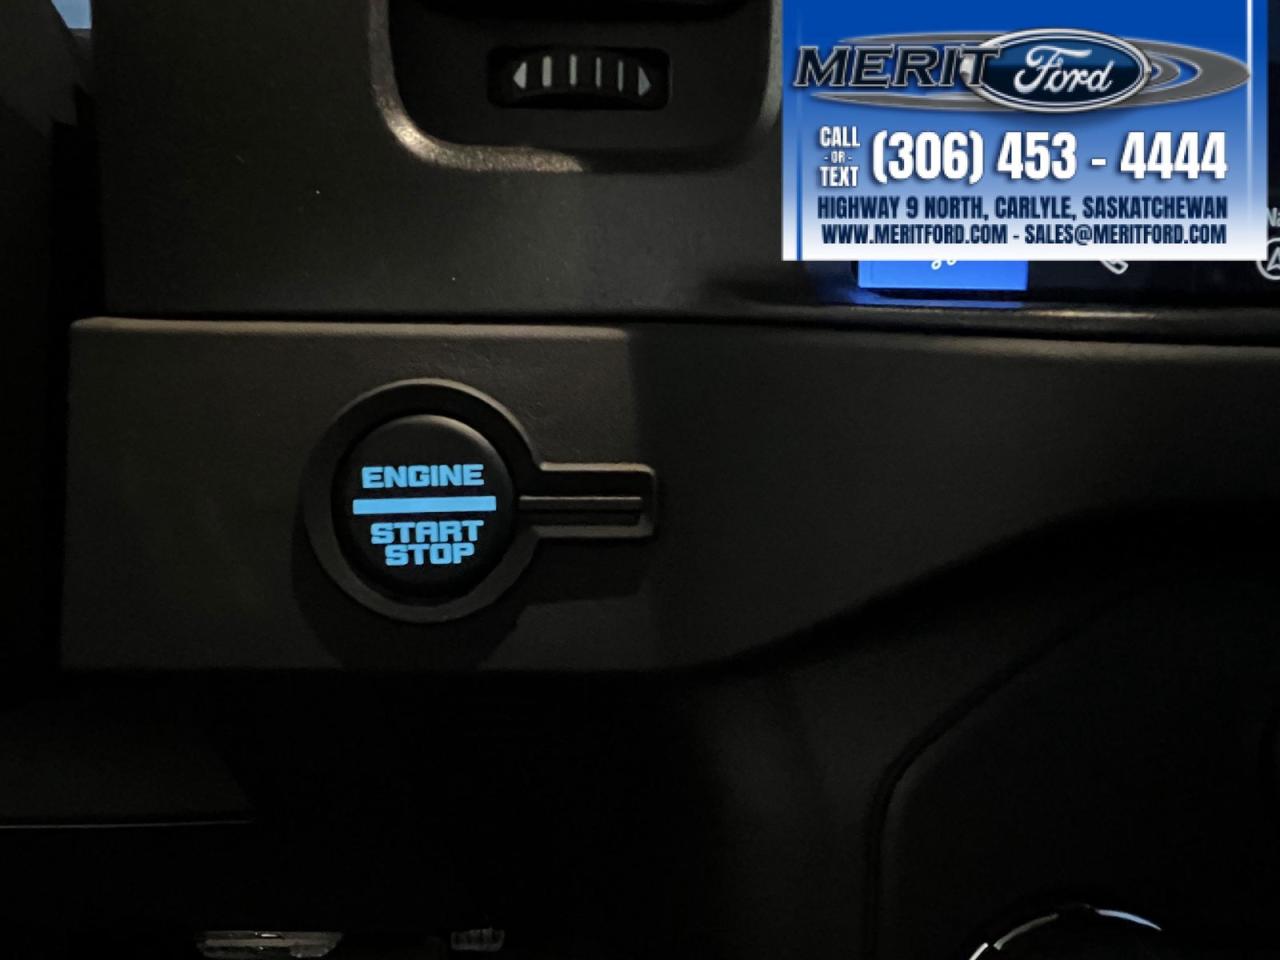 MERIT Ford
CALL
- OR -
TEXT
(306) 453 - 4444
HIGHWAY 9 NORTH, CARLYLE, SASKATCHEWAN
WWW.MERITFORD.COM - SALES@MERITFORD.COM
ENGINE
START
STOP